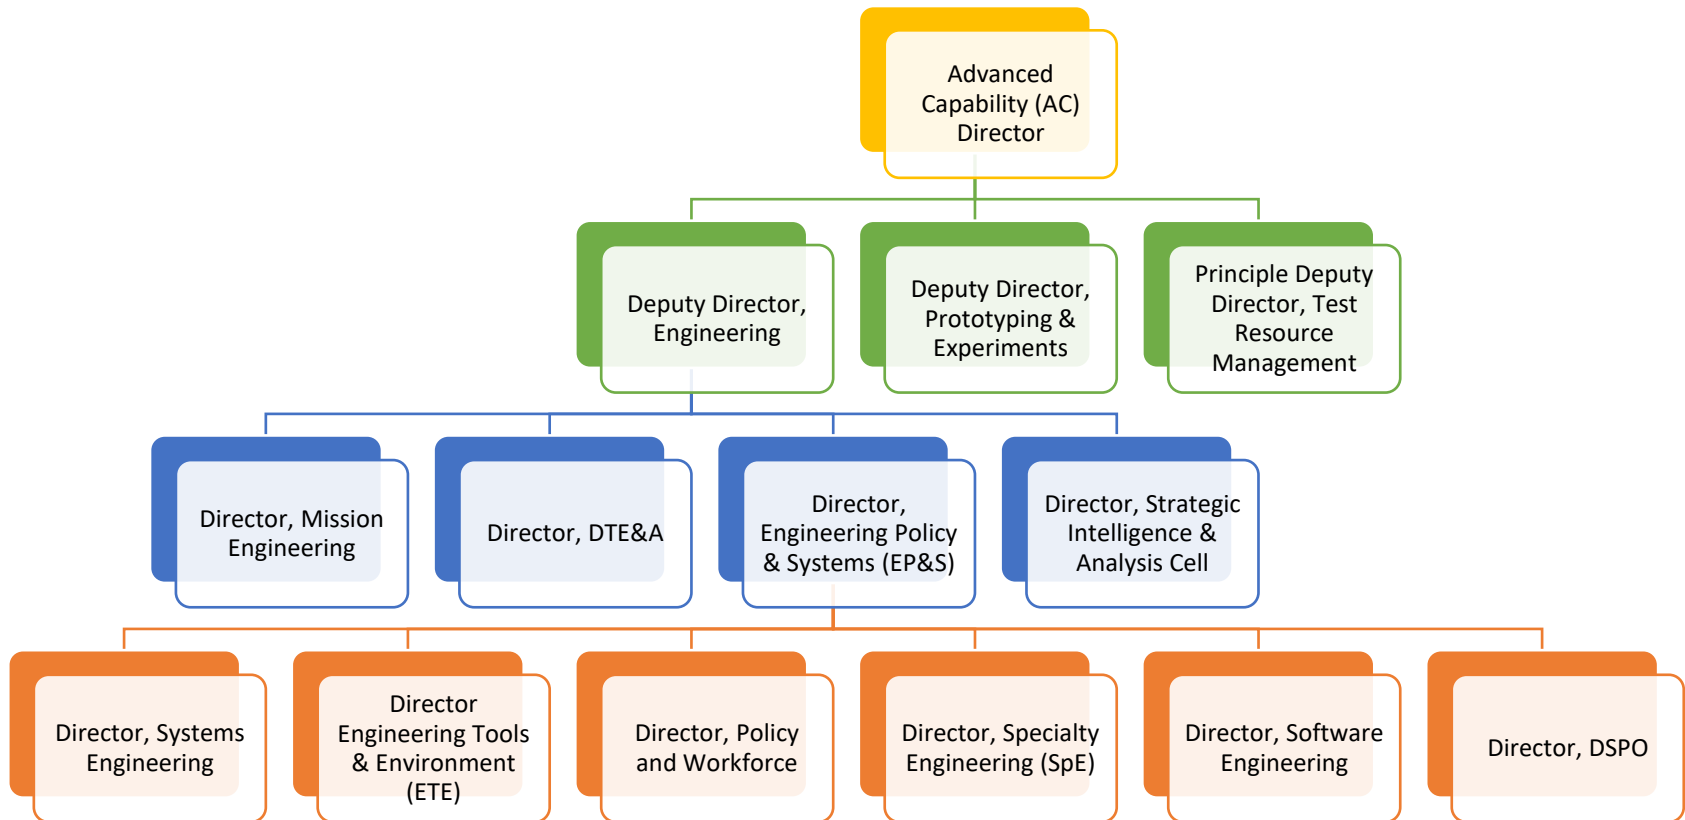 Advanced
Capability (AC)
Director
Deputy Director,
Engineering
Deputy Director,
Prototyping &
Experiments
Principle Deputy
Director, Test
Resource
Management
Director, Mission
Engineering
Director, DTE&A
Director,
Engineering Policy
& Systems (EP&S)
Director, Strategic
Intelligence &
Analysis Cell
Director, Systems
Engineering
Director
Engineering Tools
& Environment
(ETE)
Director, Policy
and Workforce
Director, Specialty
Engineering (SpE)
Director, Software
Engineering
Director, DSPO